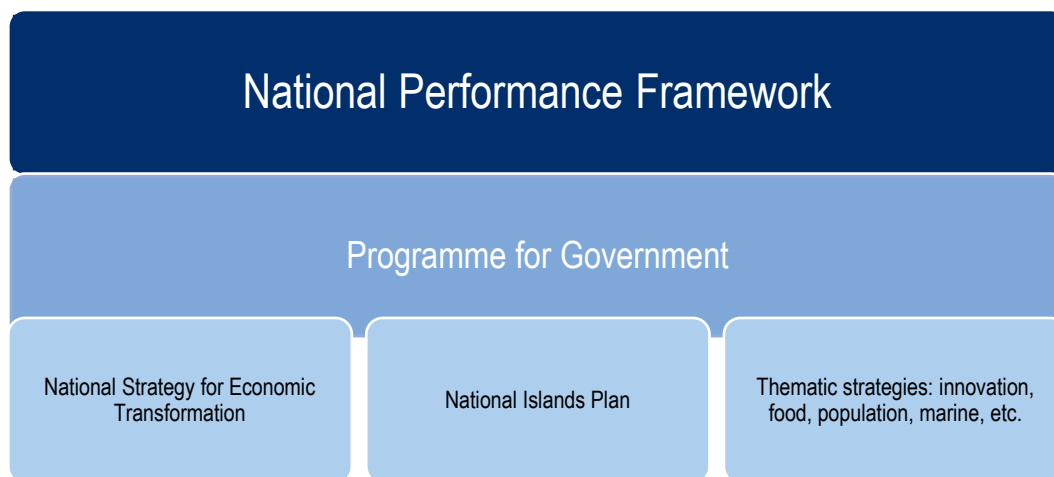 National Performance Framework
Programme for Government
National Strategy for Economic
Transformation
National Islands Plan
Thematic strategies: innovation,
food, population, marine, etc.